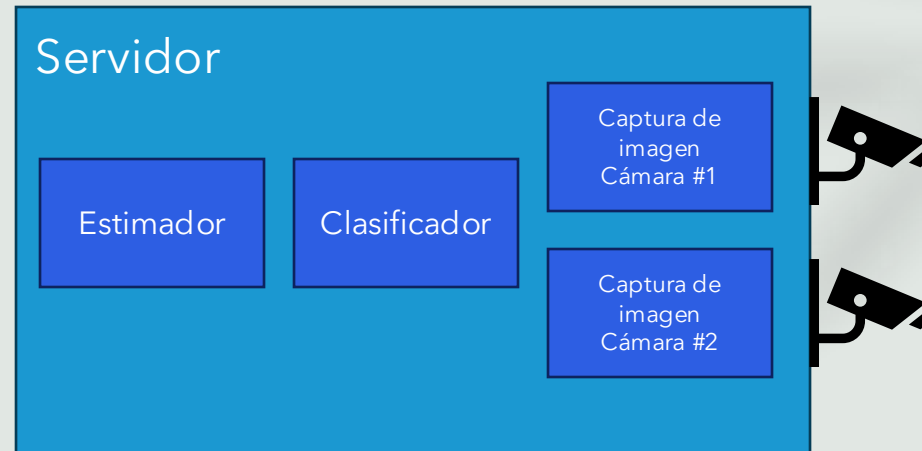 Servidor
Estimador
Clasificador
Captura de
imagen
Cámara #1
Captura de
imagen
Cámara #2